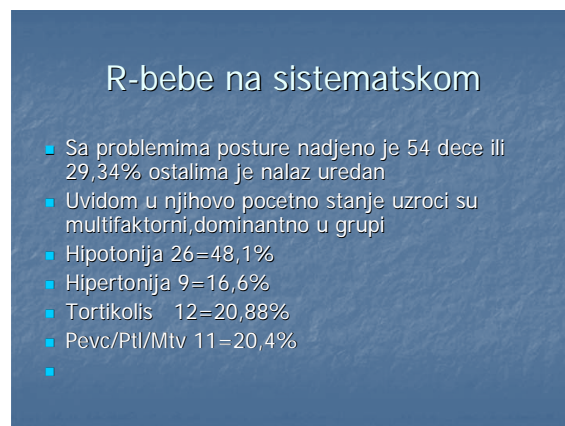 R-bebe na sistematskom
Sa problemima posture nadjeno je 54 dece ili
29,34% ostalima je nalaz uredan
Uvidom u njihovo pocetno stanje uzroci su
multifaktorni,dominantno u grupi
Hipotonija 26=48,1%
Hipertonija 9=16,6%
Tortikolis 12=20,88%
Pevc/Ptl/Mtv 11=20,4%